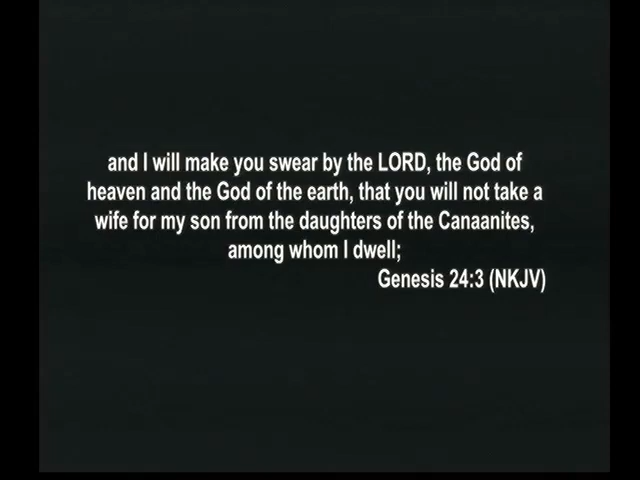 and I will make you swear by the LORD, the God of
heaven and the God of the earth, that you will not take a
wife for my son from the daughters of the Canaanites,
among whom I dwell;
Genesis 24:3 (NKJV)